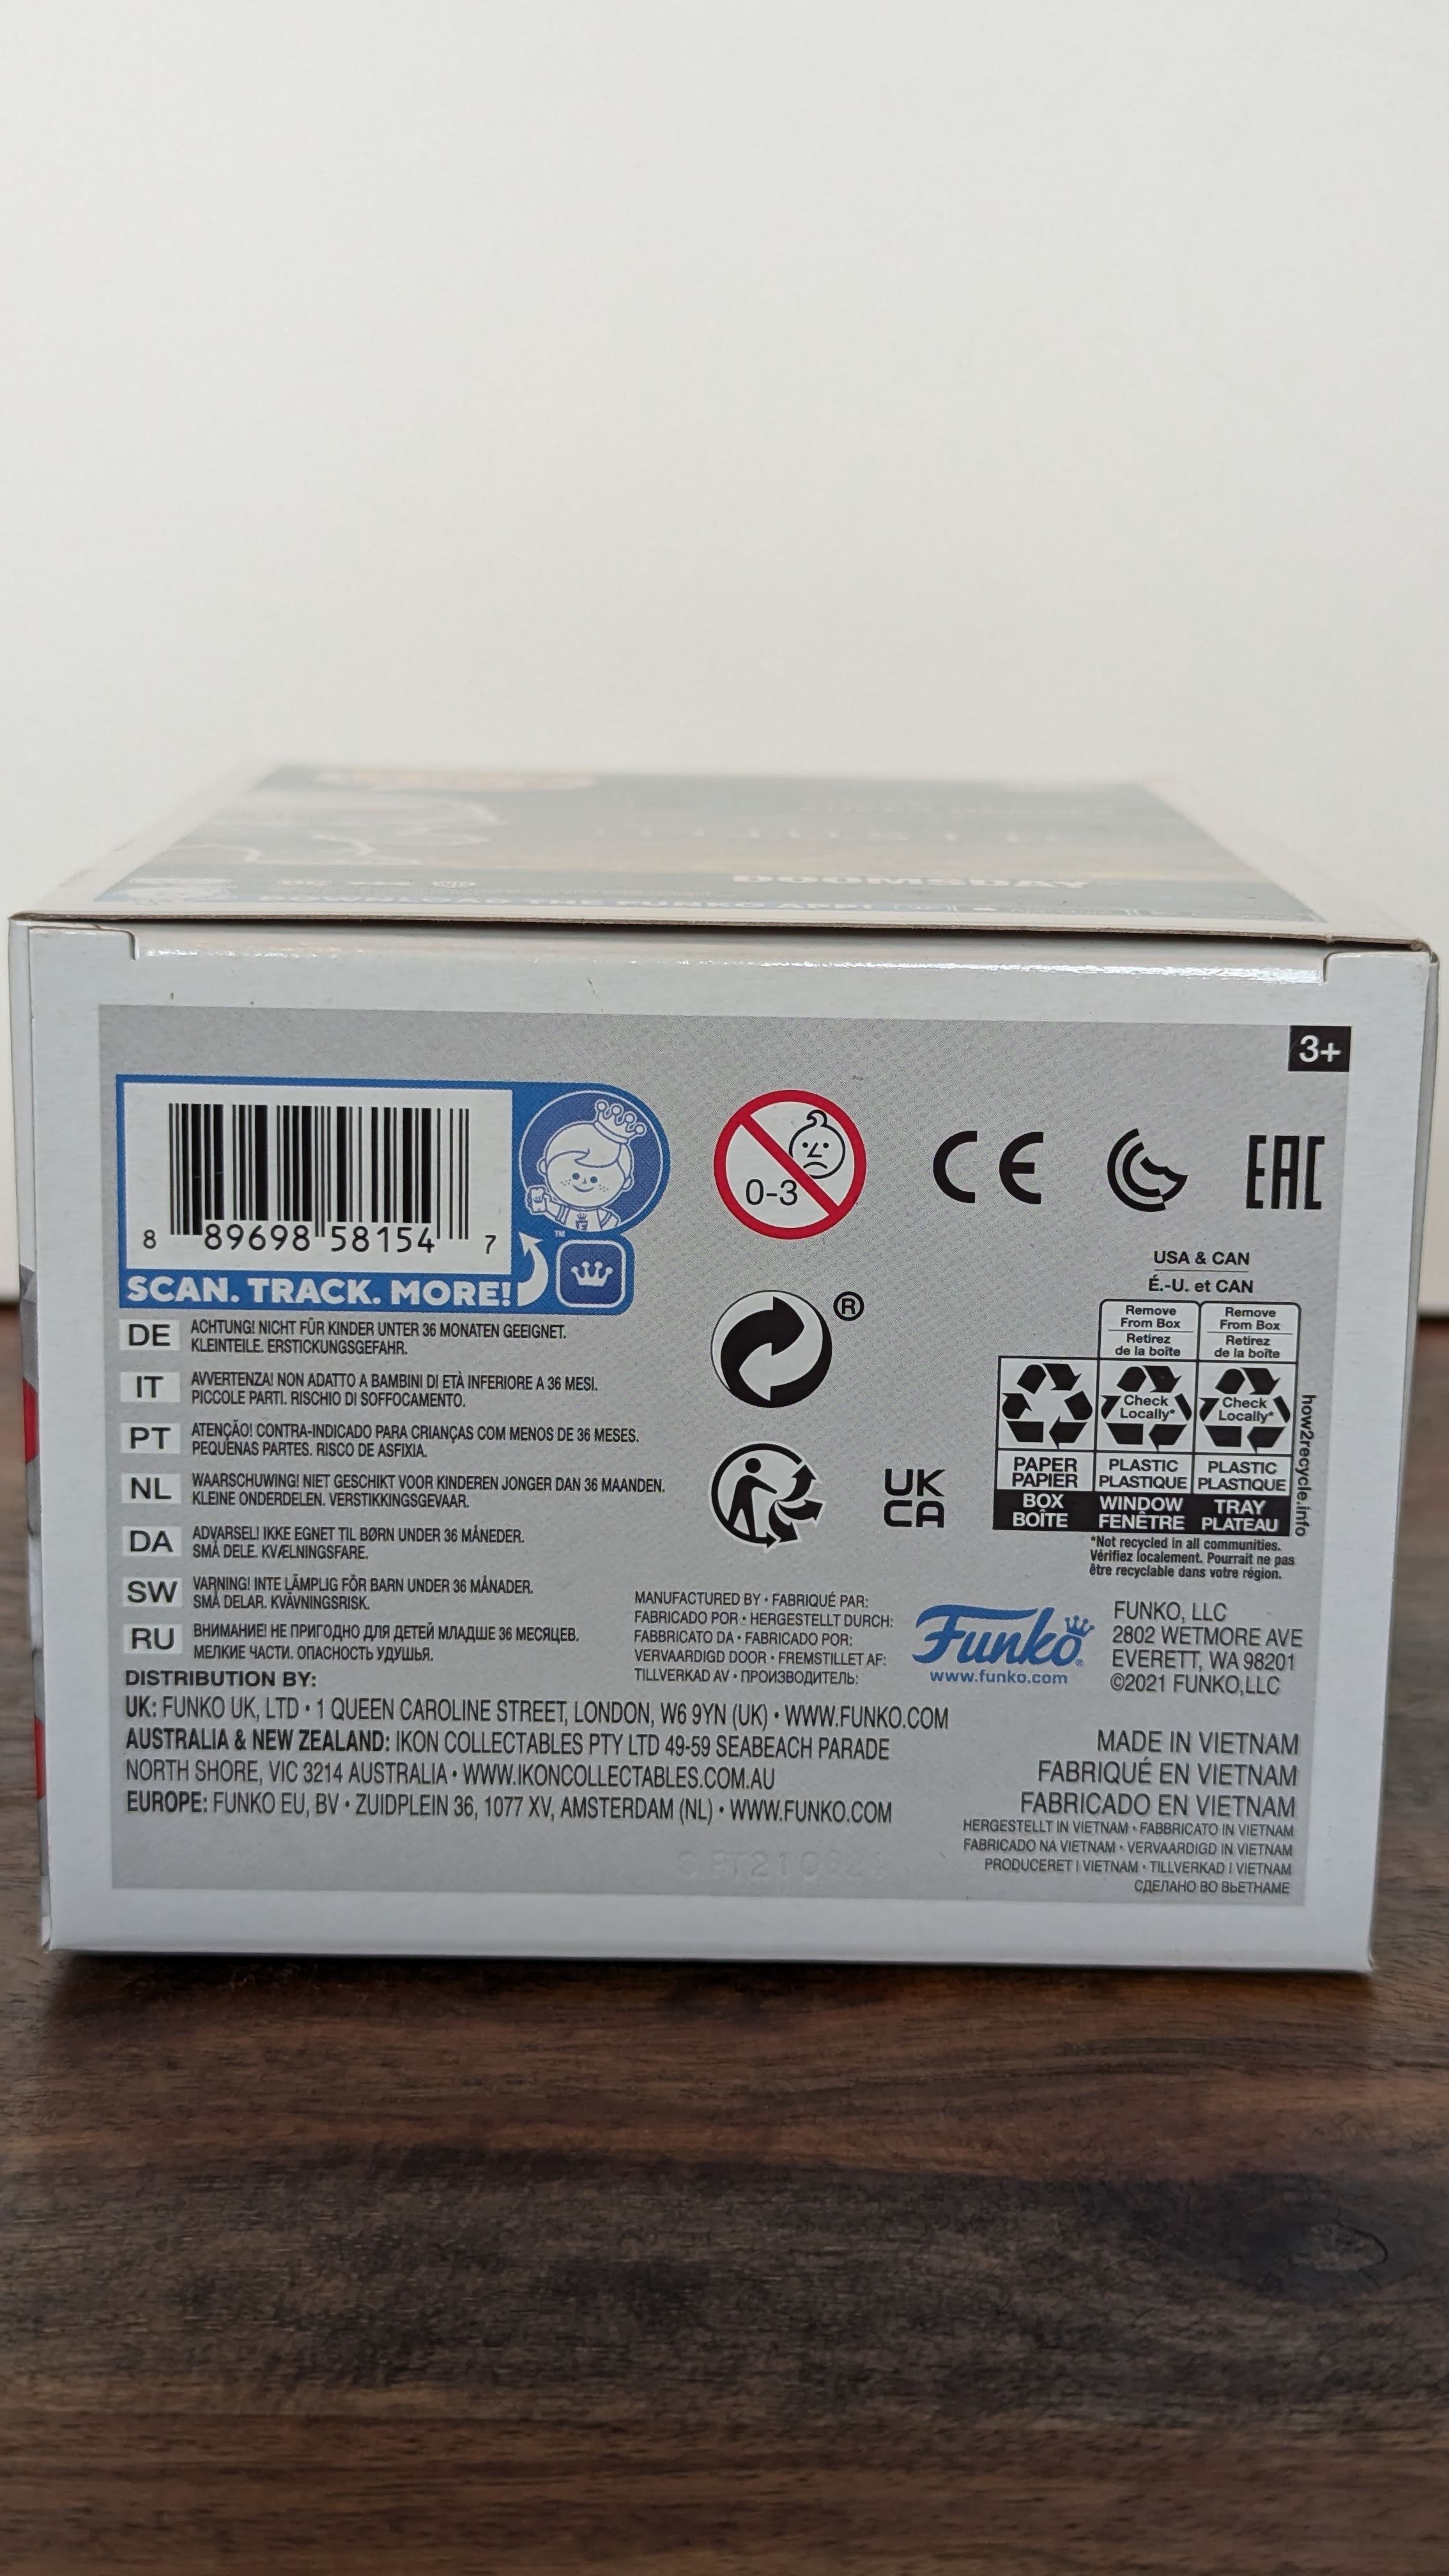 DOOMSDAY
DOWNLOAD THE FUNKO APP!
3+
8 89698 58154 7
SCAN. TRACK. MORE!
™
0-3
CE
EAC
®
USA & CAN
É.-U. et CAN
Remove From Box
Retirez de la boîte
Remove From Box
Retirez de la boîte
Check Locally*
Check Locally*
PAPER PAPIER
PLASTIC PLASTIQUE
PLASTIC PLASTIQUE
BOX BOÎTE
WINDOW FENÊTRE
TRAY PLATEAU
how2recycle.info
*Not recycled in all communities.
Vérifiez localement. Pourrait ne pas
être recyclable dans votre région.
UK
CA
DE ACHTUNG! NICHT FÜR KINDER UNTER 36 MONATEN GEEIGNET.
KLEINTEILE. ERSTICKUNGSGEFAHR.
IT AVVERTENZA! NON ADATTO A BAMBINI DI ETÀ INFERIORE A 36 MESI.
PICCOLE PARTI. RISCHIO DI SOFFOCAMENTO.
PT ATENÇÃO! CONTRA-INDICADO PARA CRIANÇAS COM MENOS DE 36 MESES.
PEQUENAS PARTES. RISCO DE ASFIXIA.
NL WAARSCHUWING! NIET GESCHIKT VOOR KINDEREN JONGER DAN 36 MAANDEN.
KLEINE ONDERDELEN. VERSTIKKINGSGEVAAR.
DA ADVARSEL! IKKE EGNET TIL BØRN UNDER 36 MÅNEDER.
SMÅ DELE. KVÆLNINGSFARE.
SW VARNING! INTE LÄMPLIG FÖR BARN UNDER 36 MÅNADER.
SMÅ DELAR. KVÄVNINGSRISK.
RU ВНИМАНИЕ! НЕ ПРИГОДНО ДЛЯ ДЕТЕЙ МЛАДШЕ 36 МЕСЯЦЕВ.
МЕЛКИЕ ЧАСТИ. ОПАСНОСТЬ УДУШЬЯ.
MANUFACTURED BY • FABRIQUÉ PAR:
FABRICADO POR • HERGESTELLT DURCH:
FABBRICATO DA • FABRICADO POR:
VERVAARDIGD DOOR • FREMSTILLET AF:
TILLVERKAD AV • ПРОИЗВОДИТЕЛЬ:
Funko®
www.funko.com
FUNKO, LLC
2802 WETMORE AVE
EVERETT, WA 98201
©2021 FUNKO,LLC
DISTRIBUTION BY:
UK: FUNKO UK, LTD • 1 QUEEN CAROLINE STREET, LONDON, W6 9YN (UK) • WWW.FUNKO.COM
AUSTRALIA & NEW ZEALAND: IKON COLLECTABLES PTY LTD 49-59 SEABEACH PARADE
NORTH SHORE, VIC 3214 AUSTRALIA • WWW.IKONCOLLECTABLES.COM.AU
EUROPE: FUNKO EU, BV • ZUIDPLEIN 36, 1077 XV, AMSTERDAM (NL) • WWW.FUNKO.COM
MADE IN VIETNAM
FABRIQUÉ EN VIETNAM
FABRICADO EN VIETNAM
HERGESTELLT IN VIETNAM • FABBRICATO IN VIETNAM
FABRICADO NA VIETNAM • VERVAARDIGD IN VIETNAM
PRODUCERET I VIETNAM • TILLVERKAD I VIETNAM
СДЕЛАНО ВО ВЬЕТНАМЕ